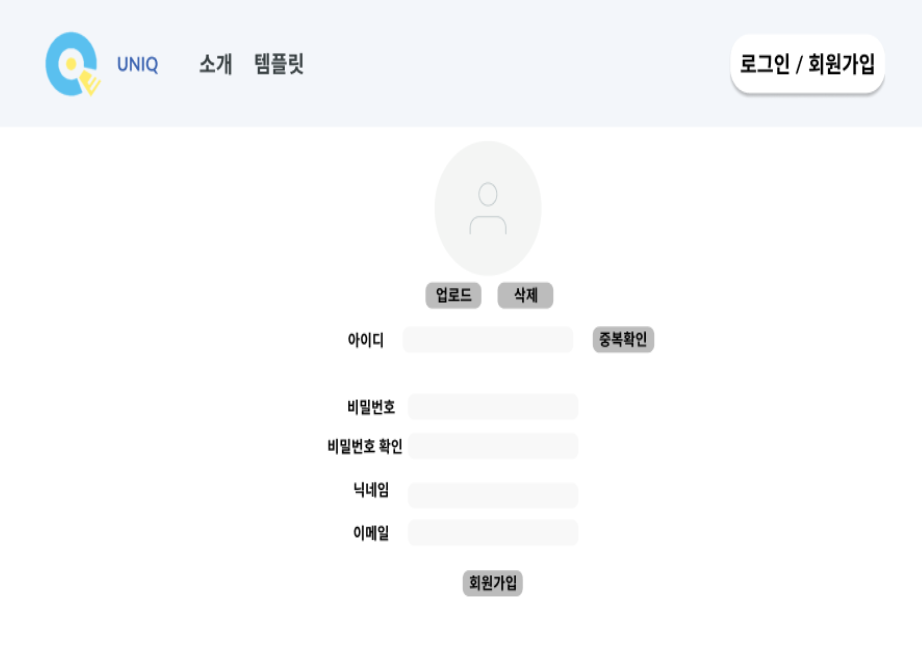 UNIQ 소개 템플릿 로그인 / 회원가입
업로드 삭제
아이디 중복확인
비밀번호
비밀번호 확인
닉네임
이메일
회원가입